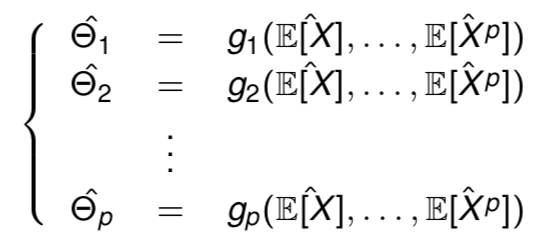 Θ̂₁ = g₁(𝔼[X̂], …, 𝔼[X̂ᵖ])
Θ̂₂ = g₂(𝔼[X̂], …, 𝔼[X̂ᵖ])
⋮
Θ̂ₚ = gₚ(𝔼[X̂], …, 𝔼[X̂ᵖ])